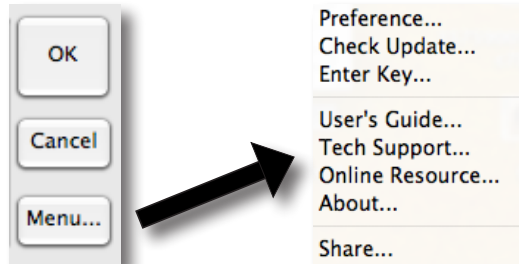 OK
Cancel
Menu...
Preference...
Check Update...
Enter Key...
User's Guide...
Tech Support...
Online Resource...
About...
Share...